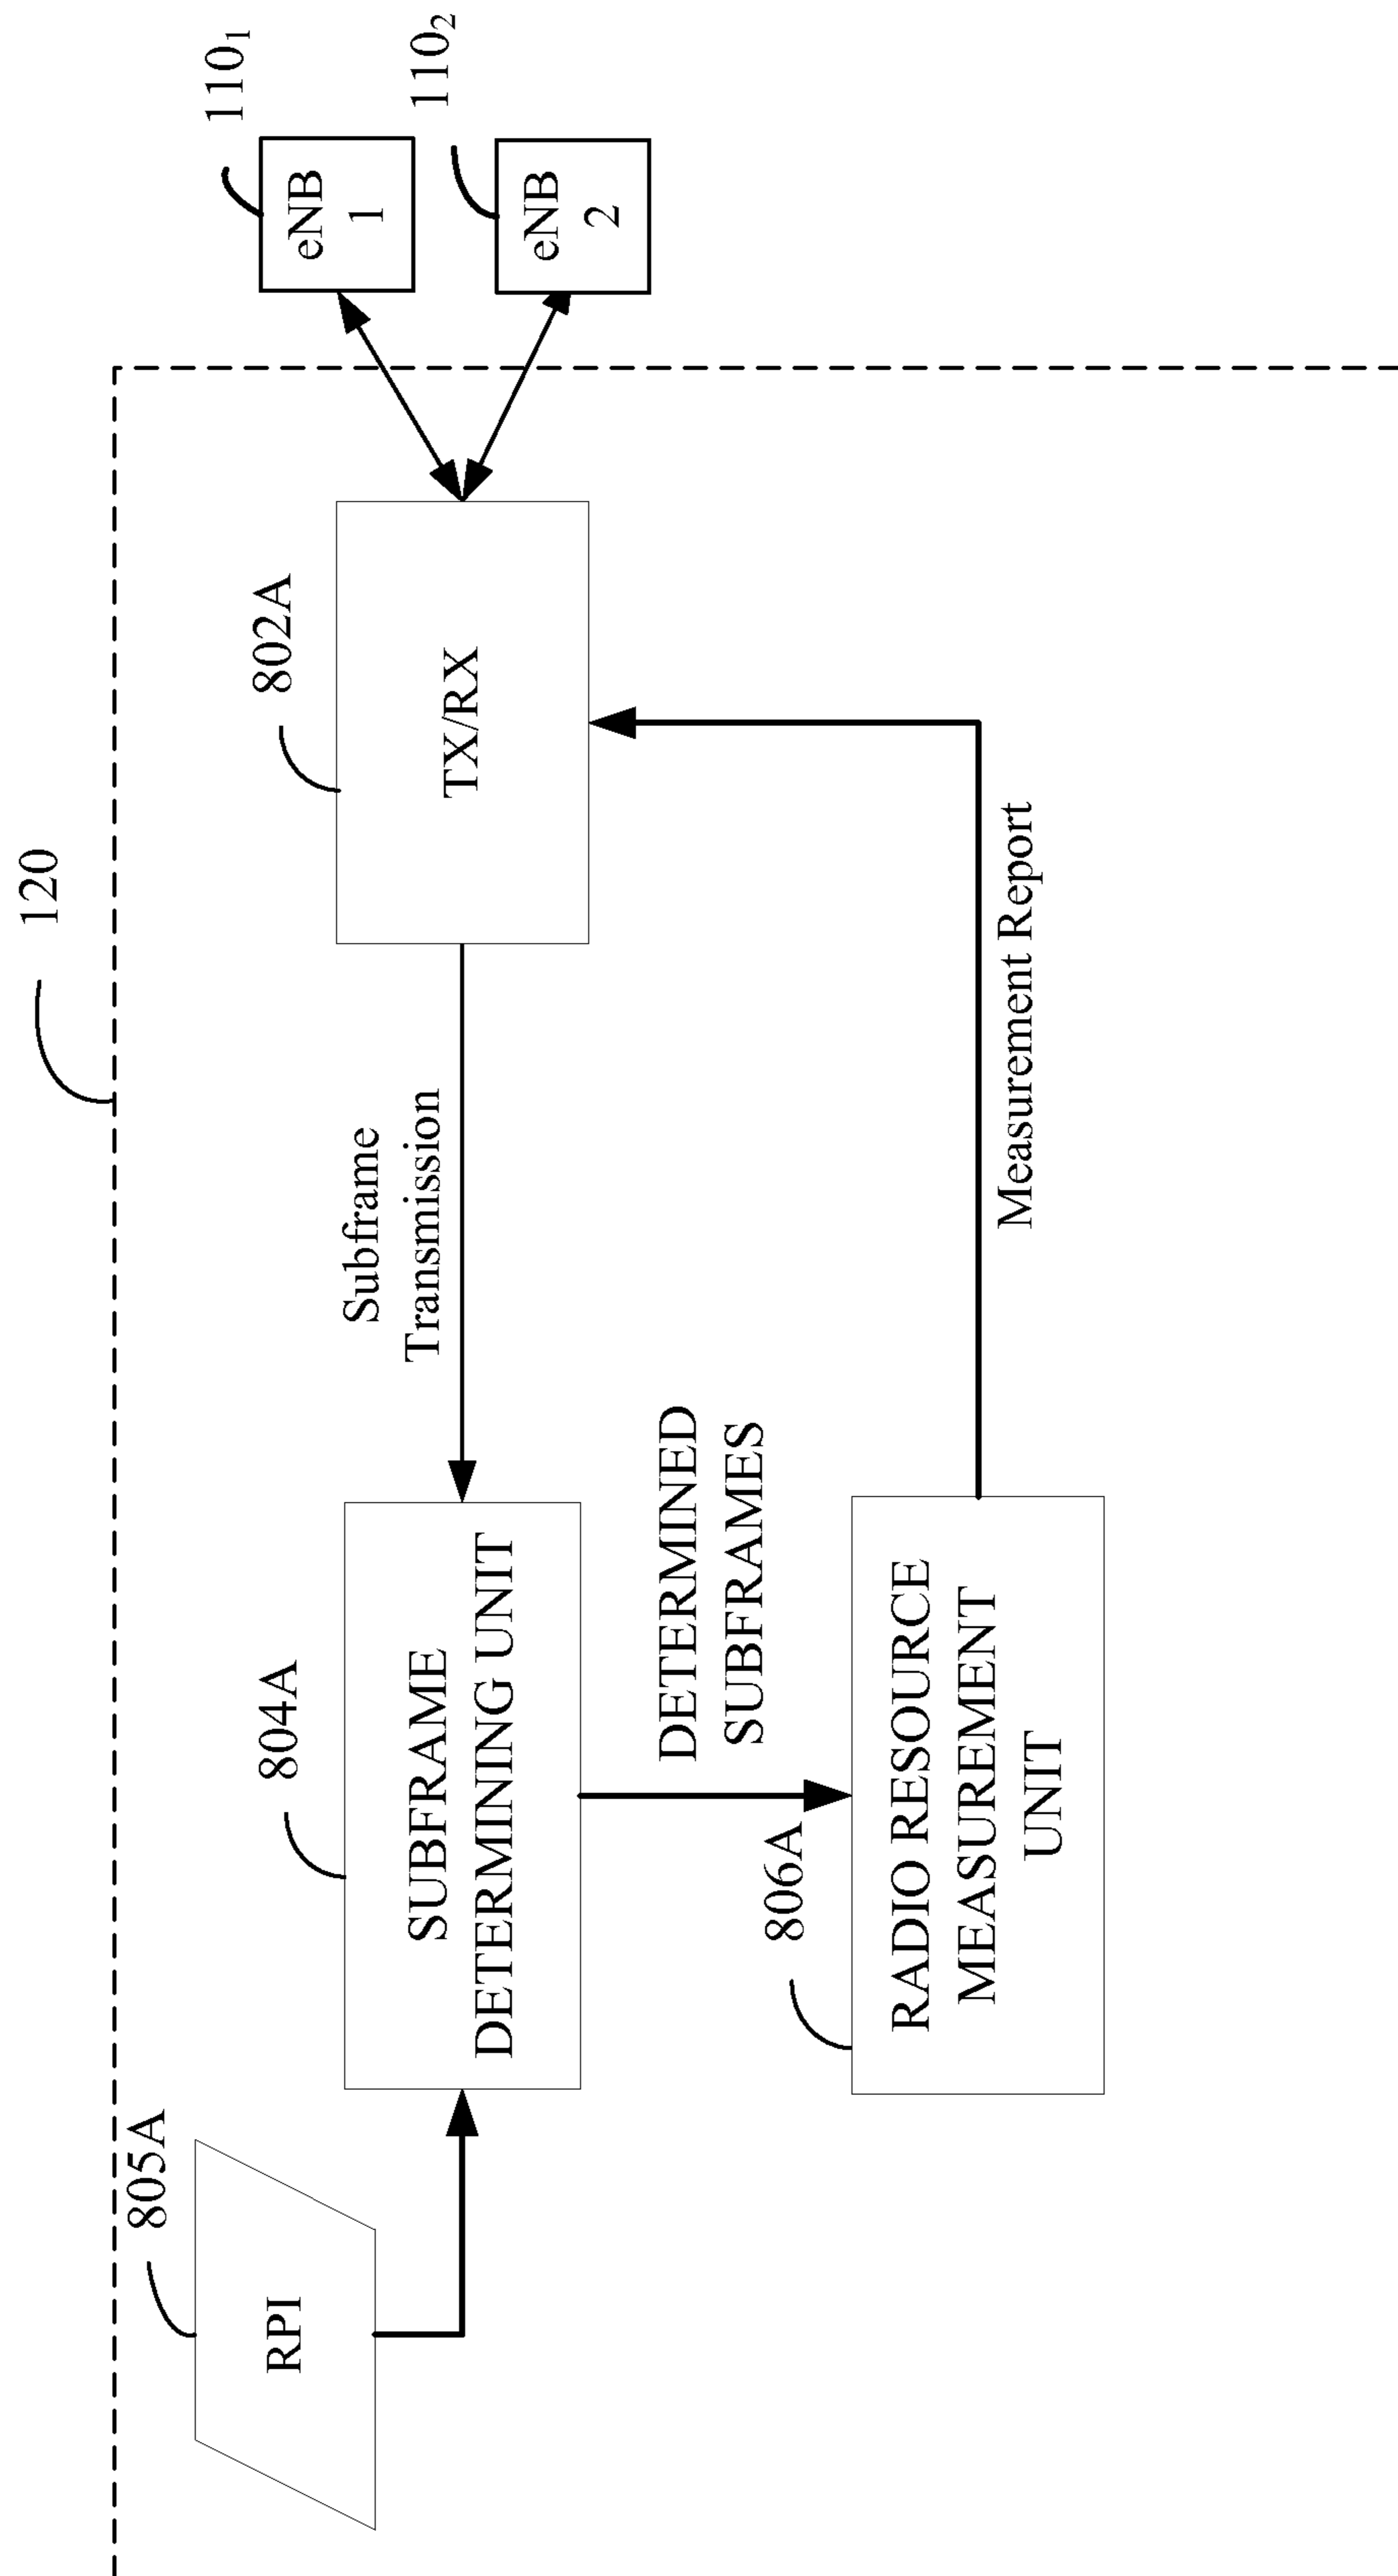 120
805A
RPI
804A
SUBFRAME
DETERMINING UNIT
Subframe
Transmission
802A
TX/RX
110₁
eNB
1
110₂
eNB
2
DETERMINED
SUBFRAMES
806A
RADIO RESOURCE
MEASUREMENT
UNIT
Measurement Report